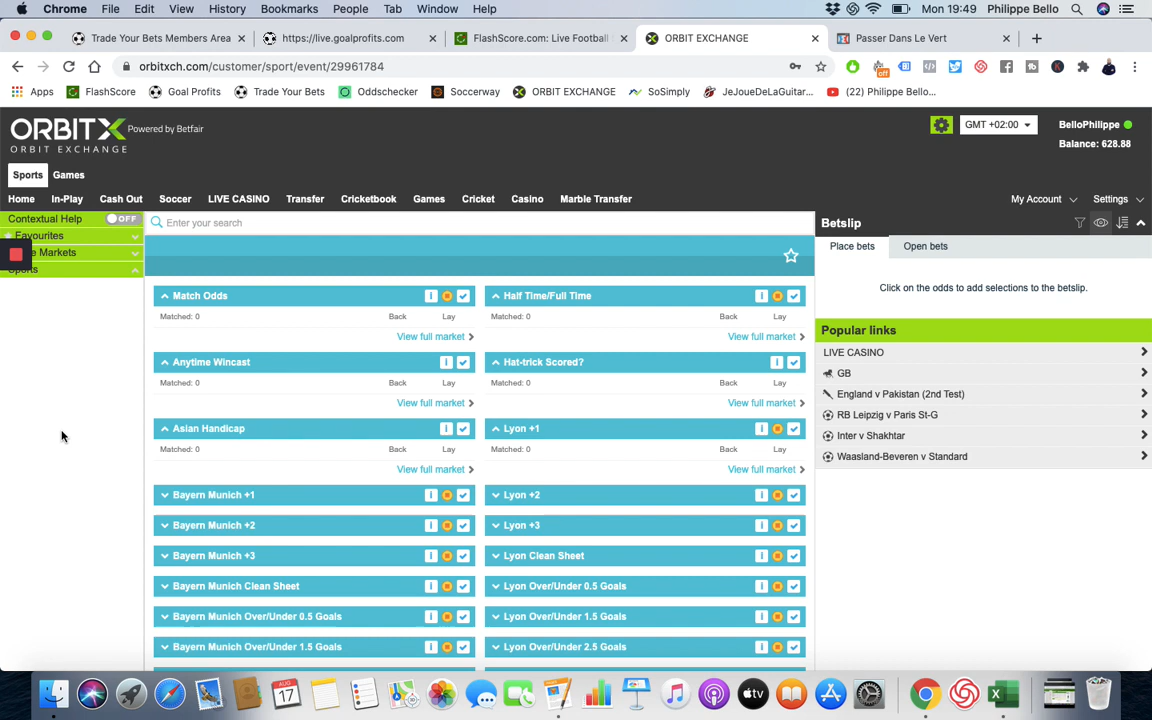 Chrome File Edit View History Bookmarks People Tab Window Help Mon 19:49 Philippe Bello
Trade Your Bets Members Area https://live.goalprofits.com FlashScore.com: Live Football ORBIT EXCHANGE Passer Dans Le Vert
orbitxch.com/customer/sport/event/29961784 off
Apps FlashScore Goal Profits Trade Your Bets Oddschecker Soccerway ORBIT EXCHANGE SoSimply JeJoueDeLaGuitar... (22) Philippe Bello...
ORBITX Powered by Betfair
ORBIT EXCHANGE
GMT +02:00
BelloPhilippe
Balance: 628.88
Sports Games
Home In-Play Cash Out Soccer LIVE CASINO Transfer Cricketbook Games Cricket Casino Marble Transfer My Account Settings
Contextual Help OFF
Favourites
Markets
Sports
Enter your search
Match Odds
Matched: 0 Back Lay
View full market
Half Time/Full Time
Matched: 0 Back Lay
View full market
Anytime Wincast
Matched: 0 Back Lay
View full market
Hat-trick Scored?
Matched: 0 Back Lay
View full market
Asian Handicap
Matched: 0 Back Lay
View full market
Lyon +1
Matched: 0 Back Lay
View full market
Bayern Munich +1
Lyon +2
Bayern Munich +2
Lyon +3
Bayern Munich +3
Lyon Clean Sheet
Bayern Munich Clean Sheet
Lyon Over/Under 0.5 Goals
Bayern Munich Over/Under 0.5 Goals
Lyon Over/Under 1.5 Goals
Bayern Munich Over/Under 1.5 Goals
Lyon Over/Under 2.5 Goals
Betslip
Place bets Open bets
Click on the odds to add selections to the betslip.
Popular links
LIVE CASINO
GB
England v Pakistan (2nd Test)
RB Leipzig v Paris St-G
Inter v Shakhtar
Waasland-Beveren v Standard
AUG
17
tv